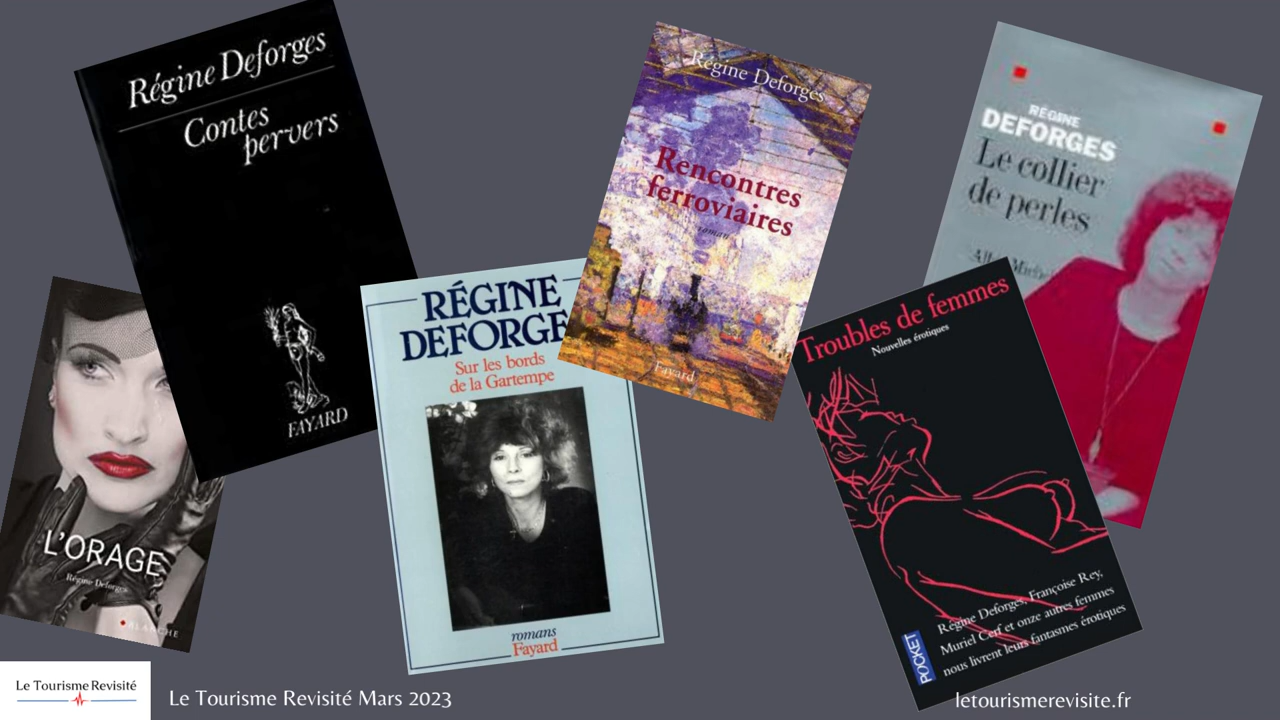 Régine Deforges
Contes
pervers
FAYARD
L'ORAGE
Régine Deforges
BLANCHE
RÉGINE
DEFORGE
Sur les bords
de la Gartempe
romans
Fayard
Régine Deforges
Rencontres
ferroviaires
roman
Fayard
RÉGINE
DEFORGES
Le collier
de perles
Troubles de femmes
Nouvelles érotiques
Régine Deforges, Françoise Rey,
Muriel Cerf et onze autres femmes
nous livrent leurs fantasmes érotiques
POCKET
Le Tourisme Revisité
Le Tourisme Revisité Mars 2023
letourismerevisite.fr